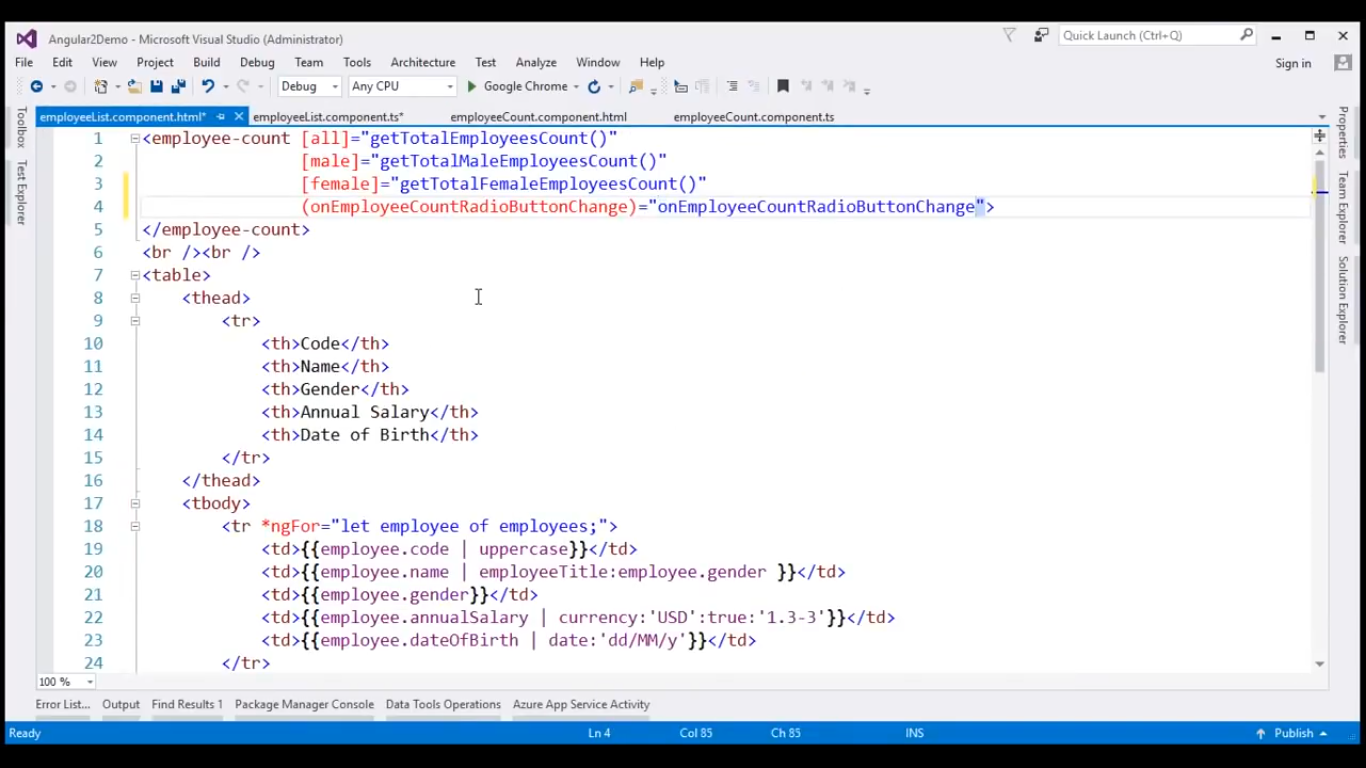 Angular2Demo - Microsoft Visual Studio (Administrator)
Quick Launch (Ctrl+Q)
File Edit View Project Build Debug Team Tools Architecture Test Analyze Window Help
Sign in
Debug Any CPU Google Chrome
employeeList.component.html* employeeList.component.ts* employeeCount.component.html employeeCount.component.ts
Toolbox
Test Explorer
1 <employee-count [all]="getTotalEmployeesCount()"
2 [male]="getTotalMaleEmployeesCount()"
3 [female]="getTotalFemaleEmployeesCount()"
4 (onEmployeeCountRadioButtonChange)="onEmployeeCountRadioButtonChange">
5 </employee-count>
6 <br /><br />
7 <table>
8 <thead>
9 <tr>
10 <th>Code</th>
11 <th>Name</th>
12 <th>Gender</th>
13 <th>Annual Salary</th>
14 <th>Date of Birth</th>
15 </tr>
16 </thead>
17 <tbody>
18 <tr *ngFor="let employee of employees;">
19 <td>{{employee.code | uppercase}}</td>
20 <td>{{employee.name | employeeTitle:employee.gender }}</td>
21 <td>{{employee.gender}}</td>
22 <td>{{employee.annualSalary | currency:'USD':true:'1.3-3'}}</td>
23 <td>{{employee.dateOfBirth | date:'dd/MM/y'}}</td>
24 </tr>
Properties
Team Explorer
Solution Explorer
100 %
Error List... Output Find Results 1 Package Manager Console Data Tools Operations Azure App Service Activity
Ready Ln 4 Col 85 Ch 85 INS Publish